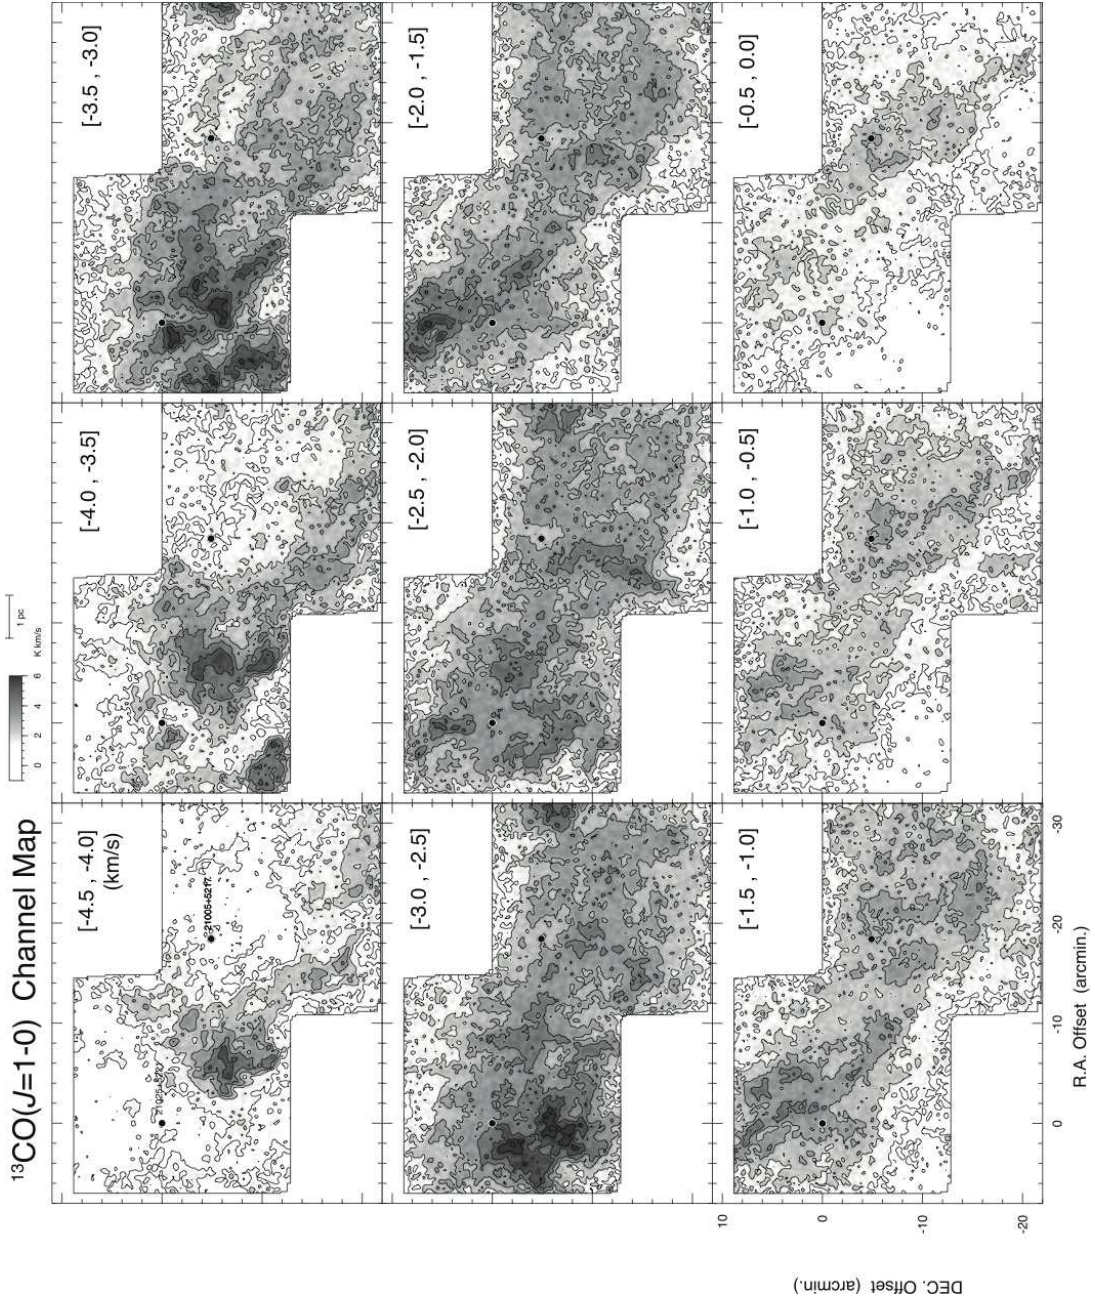 ¹³CO(J=1-0) Channel Map
0 2 4 6
K km/s
1 pc
[-4.5 , -4.0]
(km/s)
21005+5217
[-4.0 , -3.5]
[-3.5 , -3.0]
[-3.0 , -2.5]
[-2.5 , -2.0]
[-2.0 , -1.5]
[-1.5 , -1.0]
[-1.0 , -0.5]
[-0.5 , 0.0]
10
0
-10
-20
DEC. Offset (arcmin.)
0 -10 -20 -30
R.A. Offset (arcmin.)